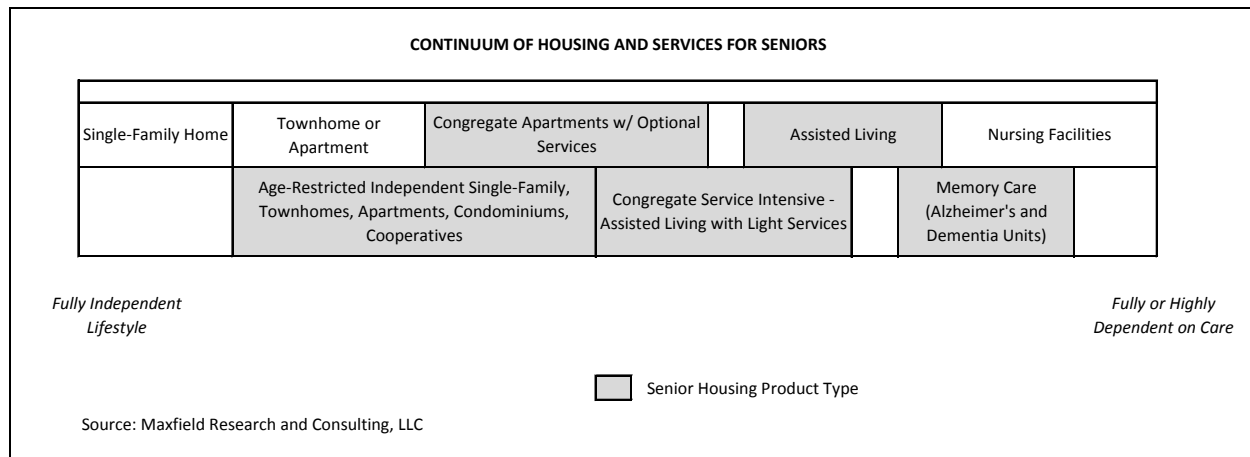 CONTINUUM OF HOUSING AND SERVICES FOR SENIORS
Single-Family Home
Townhome or
Apartment
Congregate Apartments w/ Optional
Services
Assisted Living
Nursing Facilities
Age-Restricted Independent Single-Family,
Townhomes, Apartments, Condominiums,
Cooperatives
Congregate Service Intensive -
Assisted Living with Light Services
Memory Care
(Alzheimer's and
Dementia Units)
Fully Independent
Lifestyle
Fully or Highly
Dependent on Care
Senior Housing Product Type
Source: Maxfield Research and Consulting, LLC